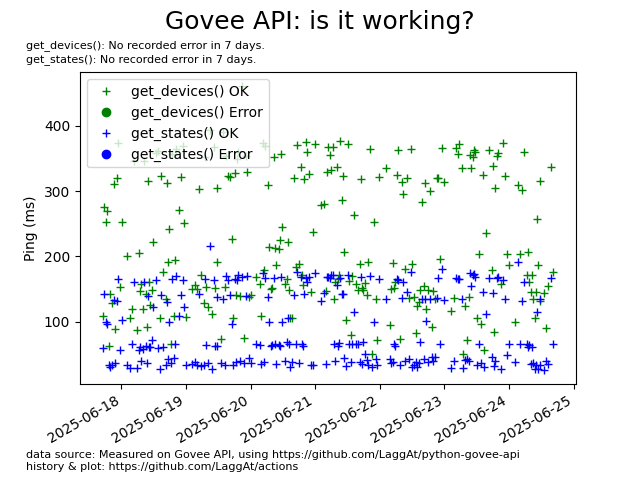 Govee API: is it working?
get_devices(): No recorded error in 7 days.
get_states(): No recorded error in 7 days.
get_devices() OK
get_devices() Error
get_states() OK
get_states() Error
Ping (ms)
400
300
200
100
2025-06-18
2025-06-19
2025-06-20
2025-06-21
2025-06-22
2025-06-23
2025-06-24
2025-06-25
data source: Measured on Govee API, using https://github.com/LaggAt/python-govee-api
history & plot: https://github.com/LaggAt/actions